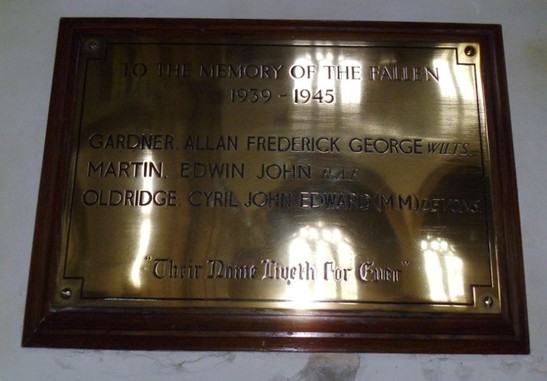 TO THE MEMORY OF THE FALLEN
1939 - 1945
GARDNER. ALLAN FREDERICK GEORGE WILTS.
MARTIN. EDWIN JOHN R.A.F.
OLDRIDGE. CYRIL JOHN EDWARD (M M) DEVONS.
"Their Name Liveth For Ever"